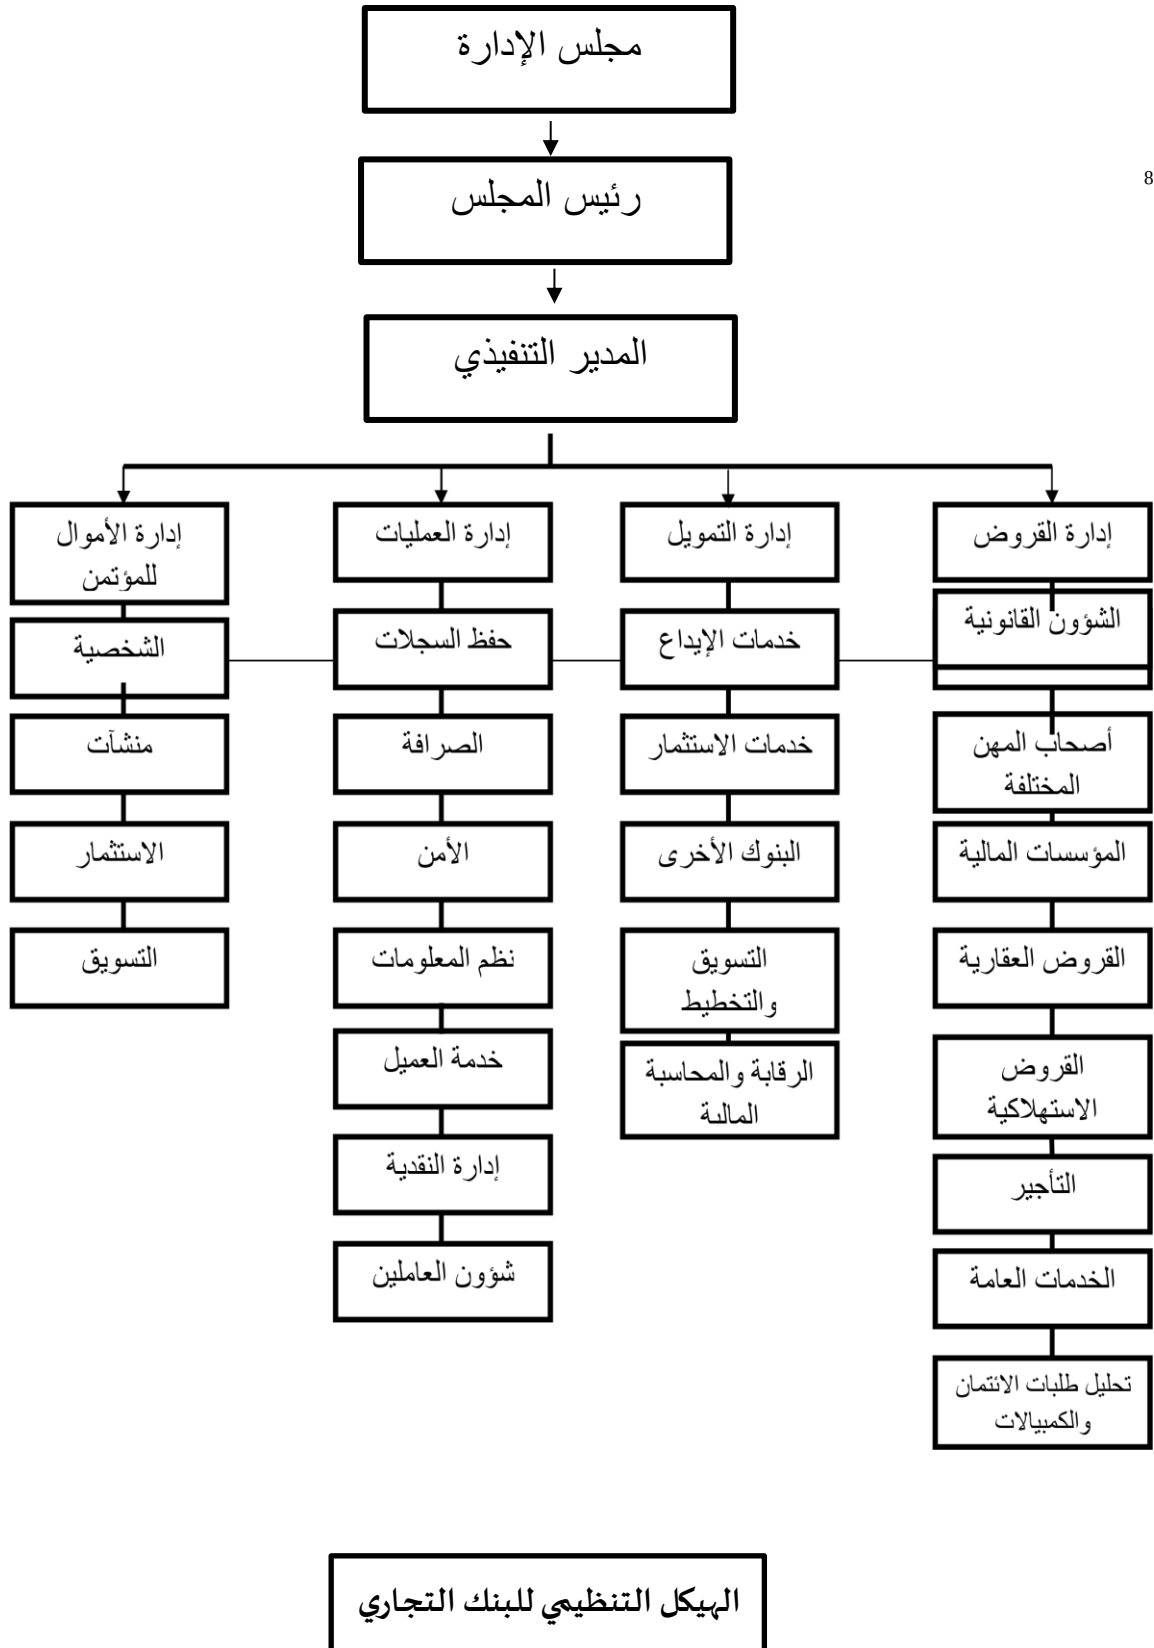 مجلس الإدارة
8
رئيس المجلس
المدير التنفيذي
إدارة القروض
الشؤون القانونية
أصحاب المهن
المختلفة
المؤسسات المالية
القروض العقارية
القروض
الاستهلاكية
التأجير
الخدمات العامة
تحليل طلبات الائتمان
والكمبيالات
إدارة التمويل
خدمات الإيداع
خدمات الاستثمار
البنوك الأخرى
التسويق
والتخطيط
الرقابة والمحاسبة
المالية
إدارة العمليات
حفظ السجلات
الصرافة
الأمن
نظم المعلومات
خدمة العميل
إدارة النقدية
شؤون العاملين
إدارة الأموال
للمؤتمن
الشخصية
منشآت
الاستثمار
التسويق
الهيكل التنظيمي للبنك التجاري